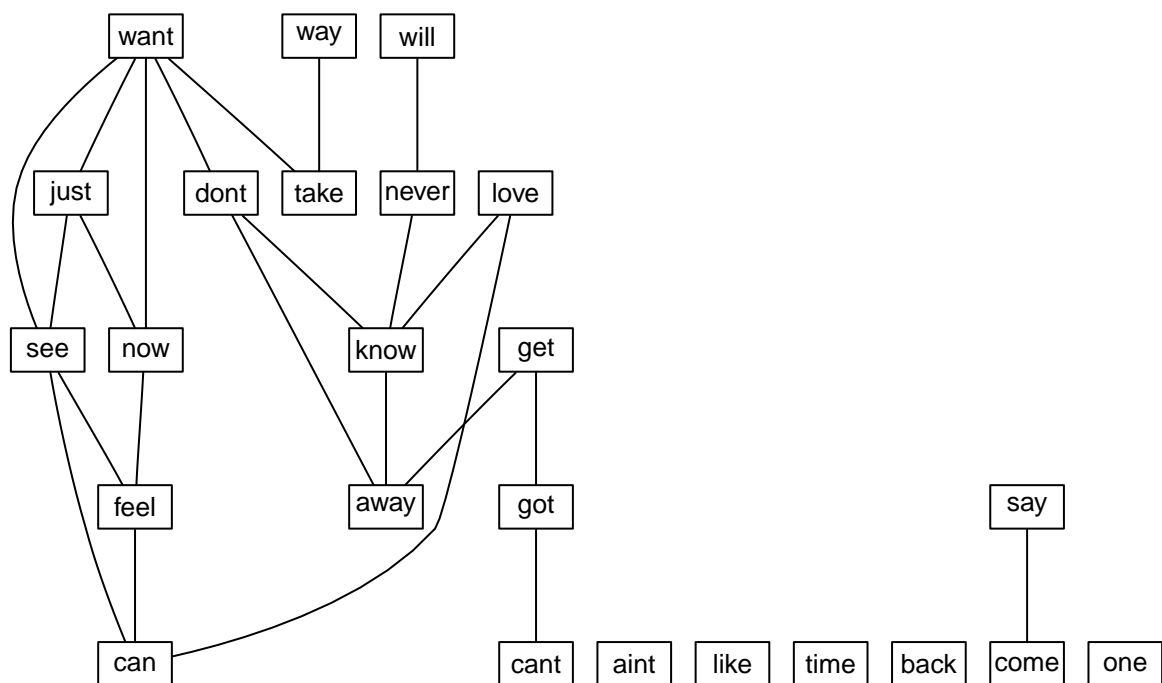 want way will
just dont take never love
see now know get
feel away got say
can cant aint like time back come one